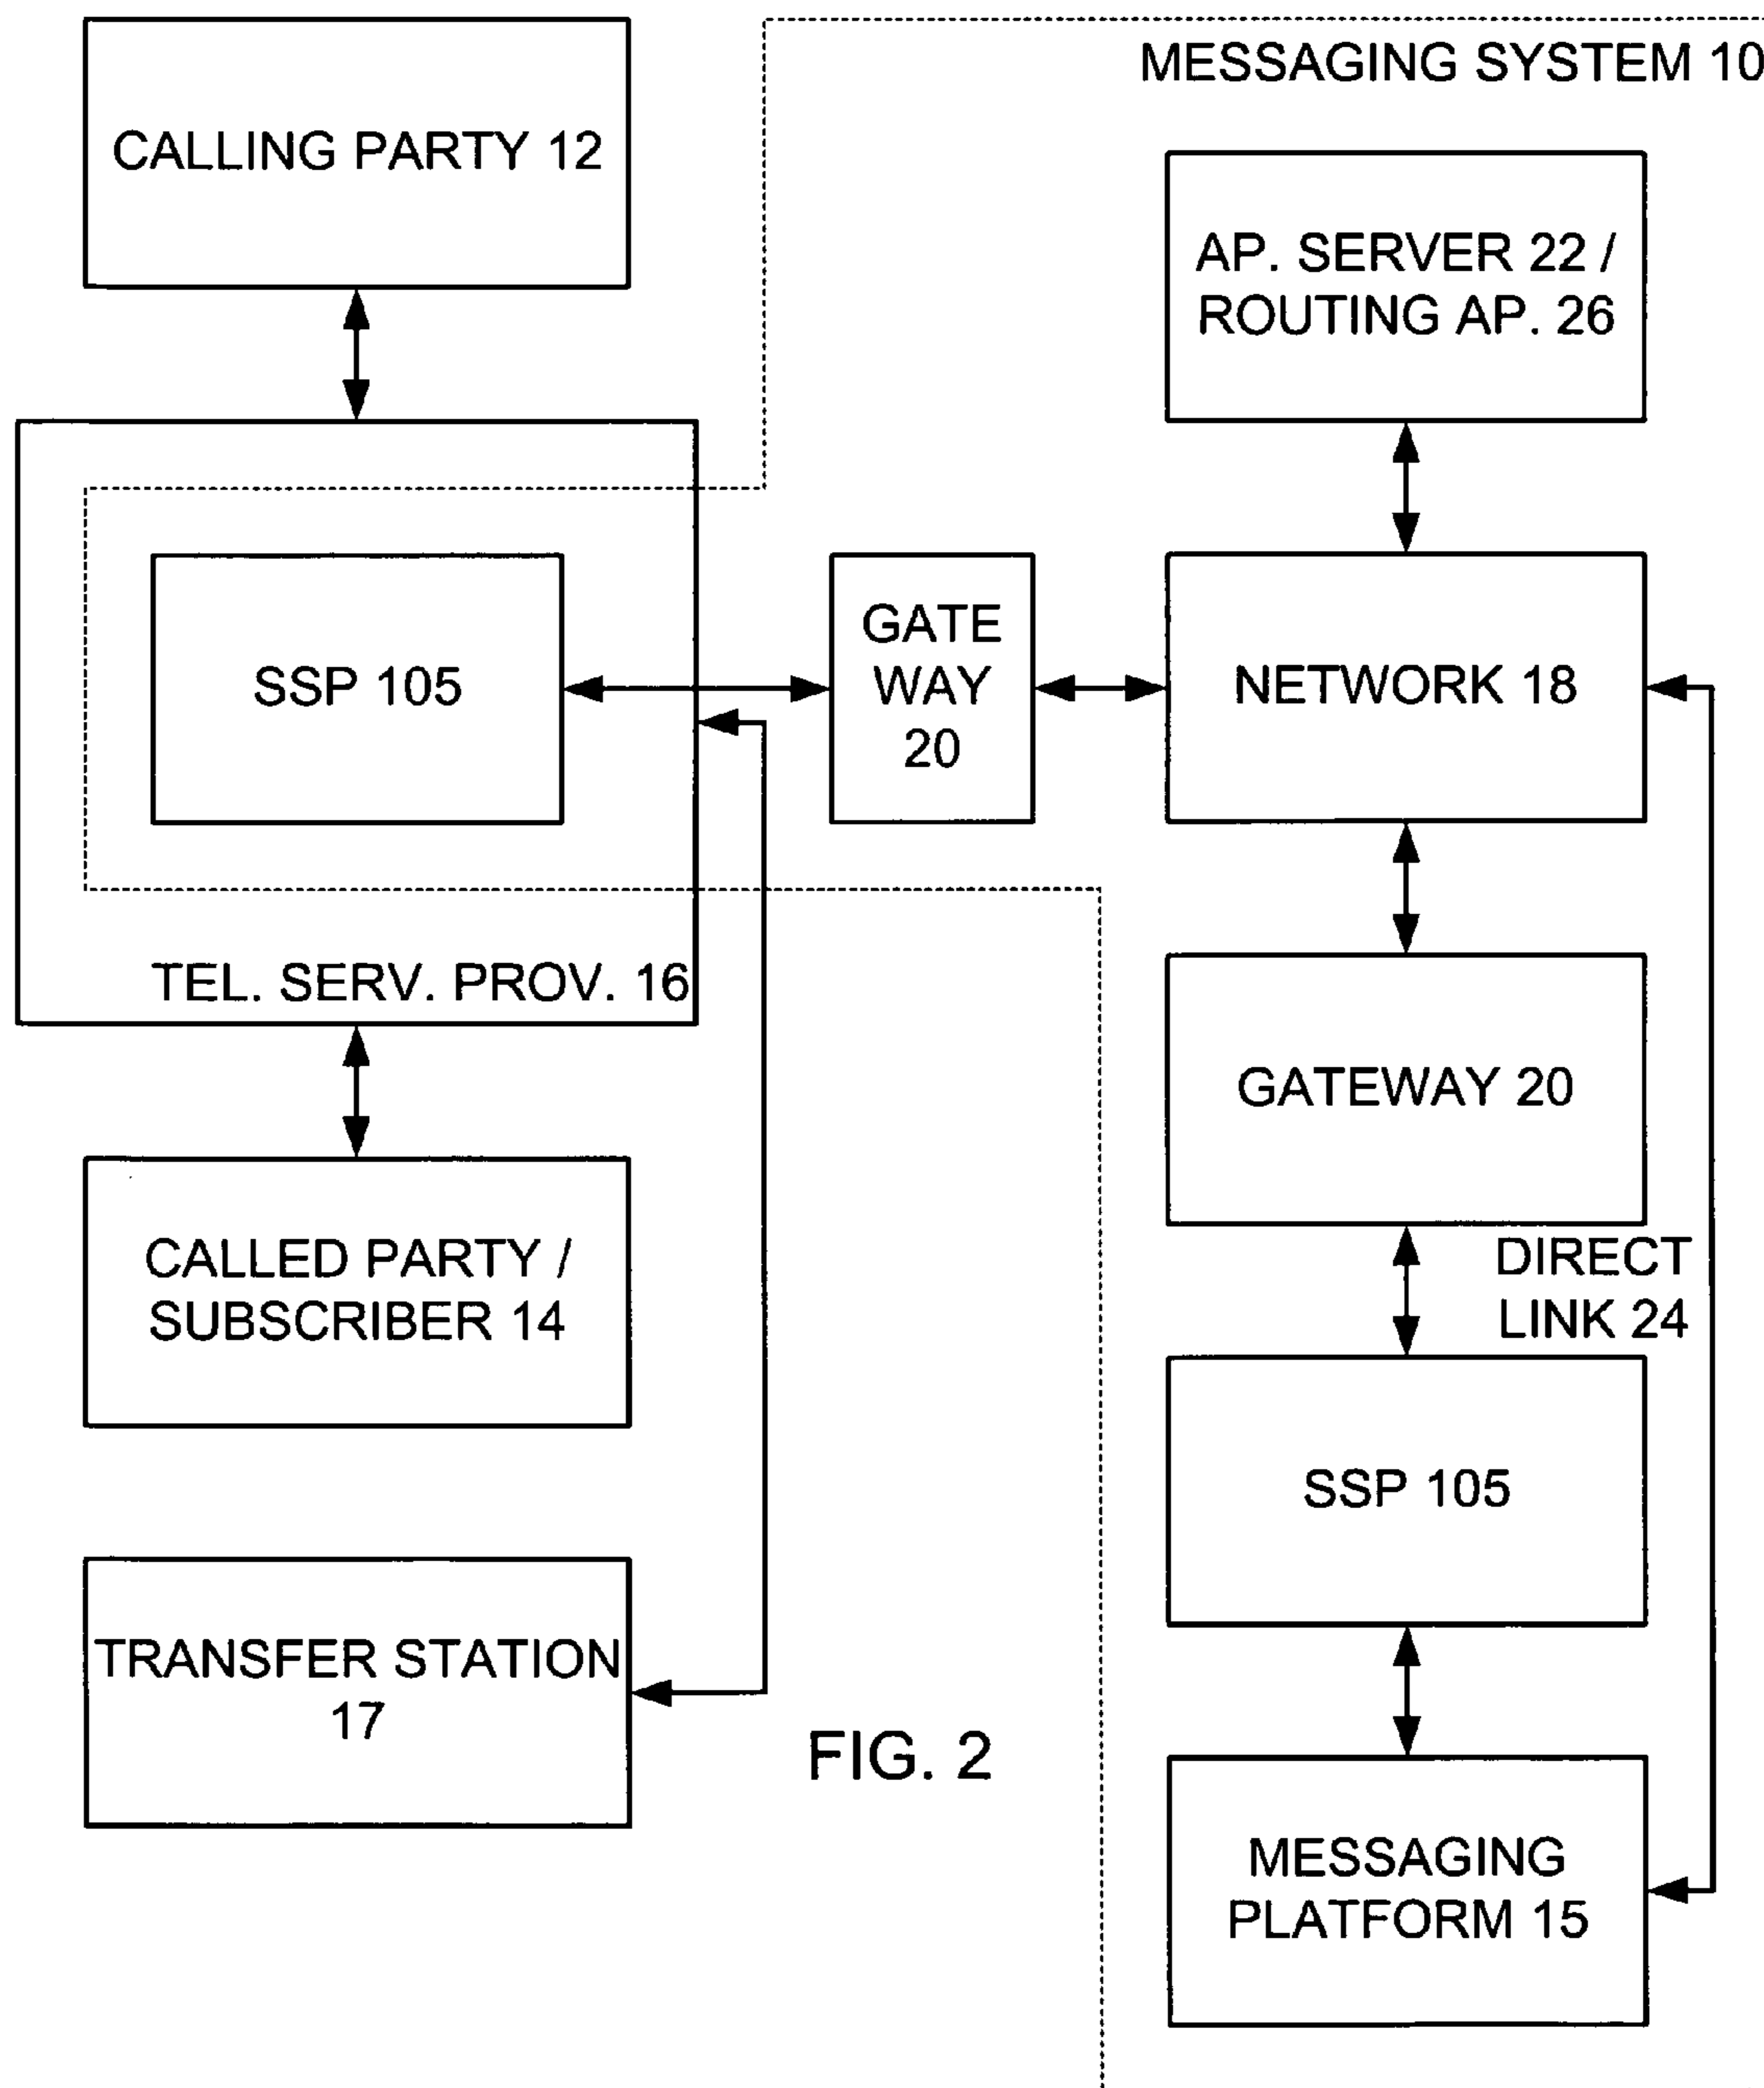 MESSAGING SYSTEM 10
CALLING PARTY 12
AP. SERVER 22 /
ROUTING AP. 26
SSP 105
GATE
WAY
20
NETWORK 18
TEL. SERV. PROV. 16
GATEWAY 20
CALLED PARTY /
SUBSCRIBER 14
DIRECT
LINK 24
SSP 105
TRANSFER STATION
17
FIG. 2
MESSAGING
PLATFORM 15